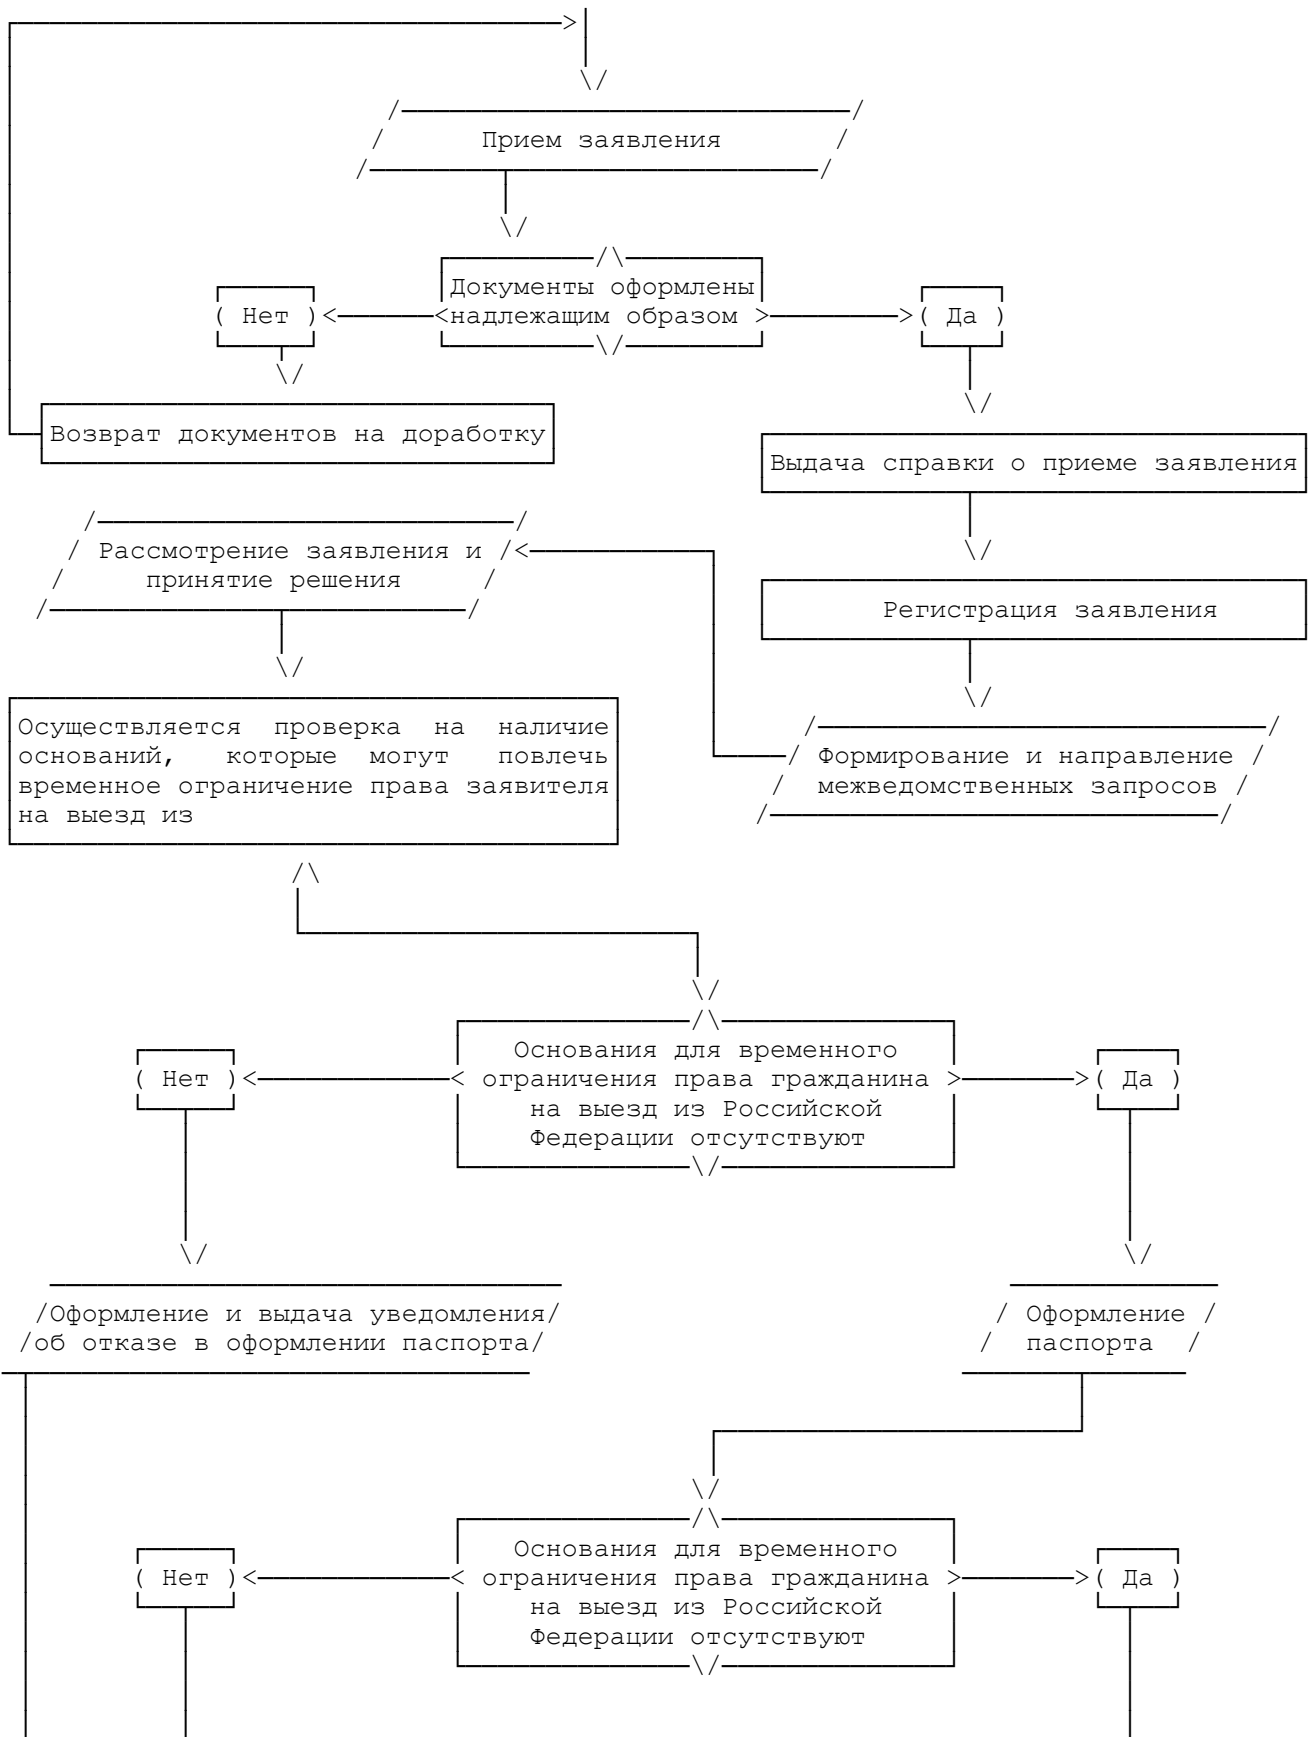 Прием заявления
Документы оформлены
( Нет ) надлежащим образом ( Да )
Возврат документов на доработку
Выдача справки о приеме заявления
Рассмотрение заявления и
принятие решения
Регистрация заявления
Осуществляется проверка на наличие
оснований, которые могут повлечь
временное ограничение права заявителя
на выезд из
Формирование и направление
межведомственных запросов
Основания для временного
( Нет ) ограничения права гражданина ( Да )
на выезд из Российской
Федерации отсутствуют
Оформление и выдача уведомления
об отказе в оформлении паспорта
Оформление
паспорта
Основания для временного
( Нет ) ограничения права гражданина ( Да )
на выезд из Российской
Федерации отсутствуют